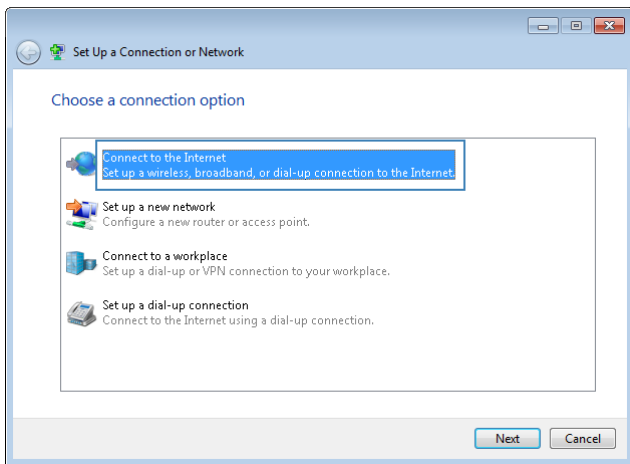 Set Up a Connection or Network
Choose a connection option
Connect to the Internet
Set up a wireless, broadband, or dial-up connection to the Internet.
Set up a new network
Configure a new router or access point.
Connect to a workplace
Set up a dial-up or VPN connection to your workplace.
Set up a dial-up connection
Connect to the Internet using a dial-up connection.
Next Cancel